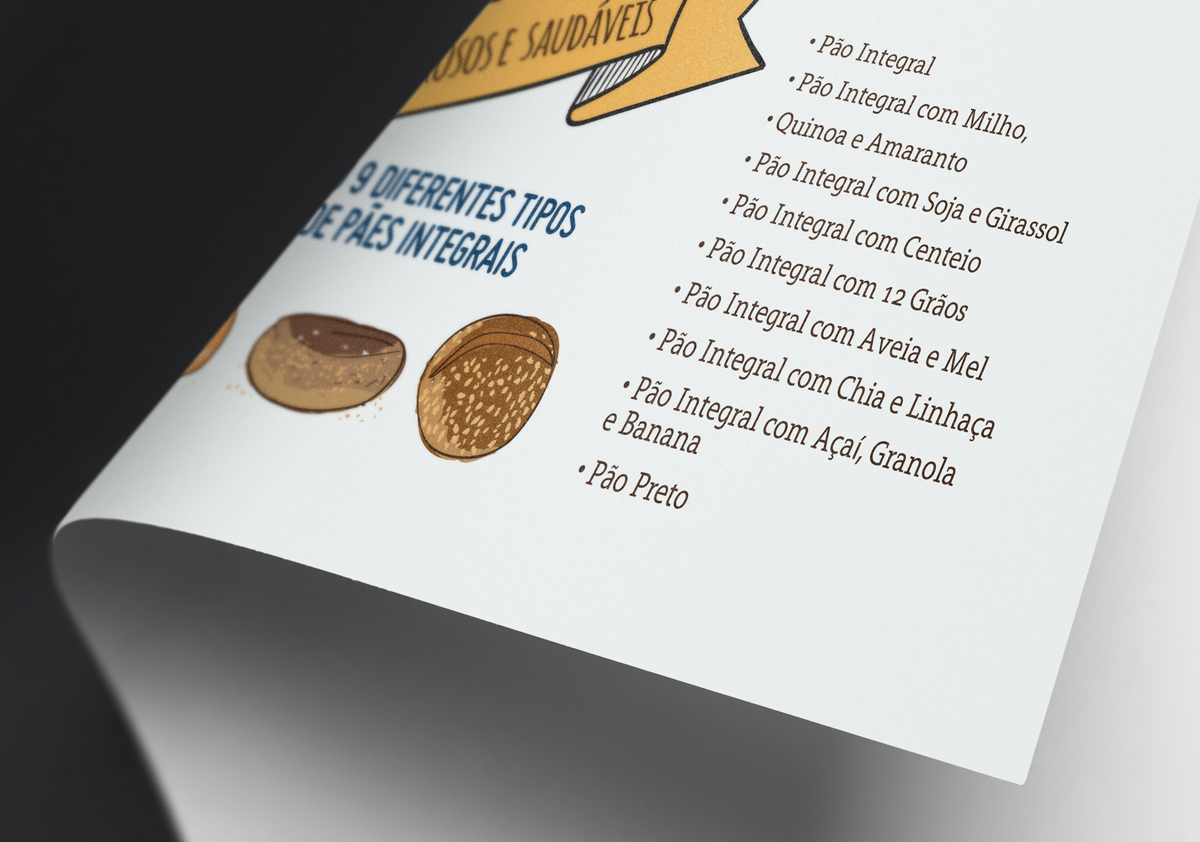 SAUDÁVEIS
9 DIFERENTES TIPOS
DE PÃES INTEGRAIS
• Pão Integral
• Pão Integral com Milho,
• Quinoa e Amaranto
• Pão Integral com Soja e Girassol
• Pão Integral com Centeio
• Pão Integral com 12 Grãos
• Pão Integral com Aveia e Mel
• Pão Integral com Chia e Linhaça
• Pão Integral com Açaí, Granola
e Banana
• Pão Preto